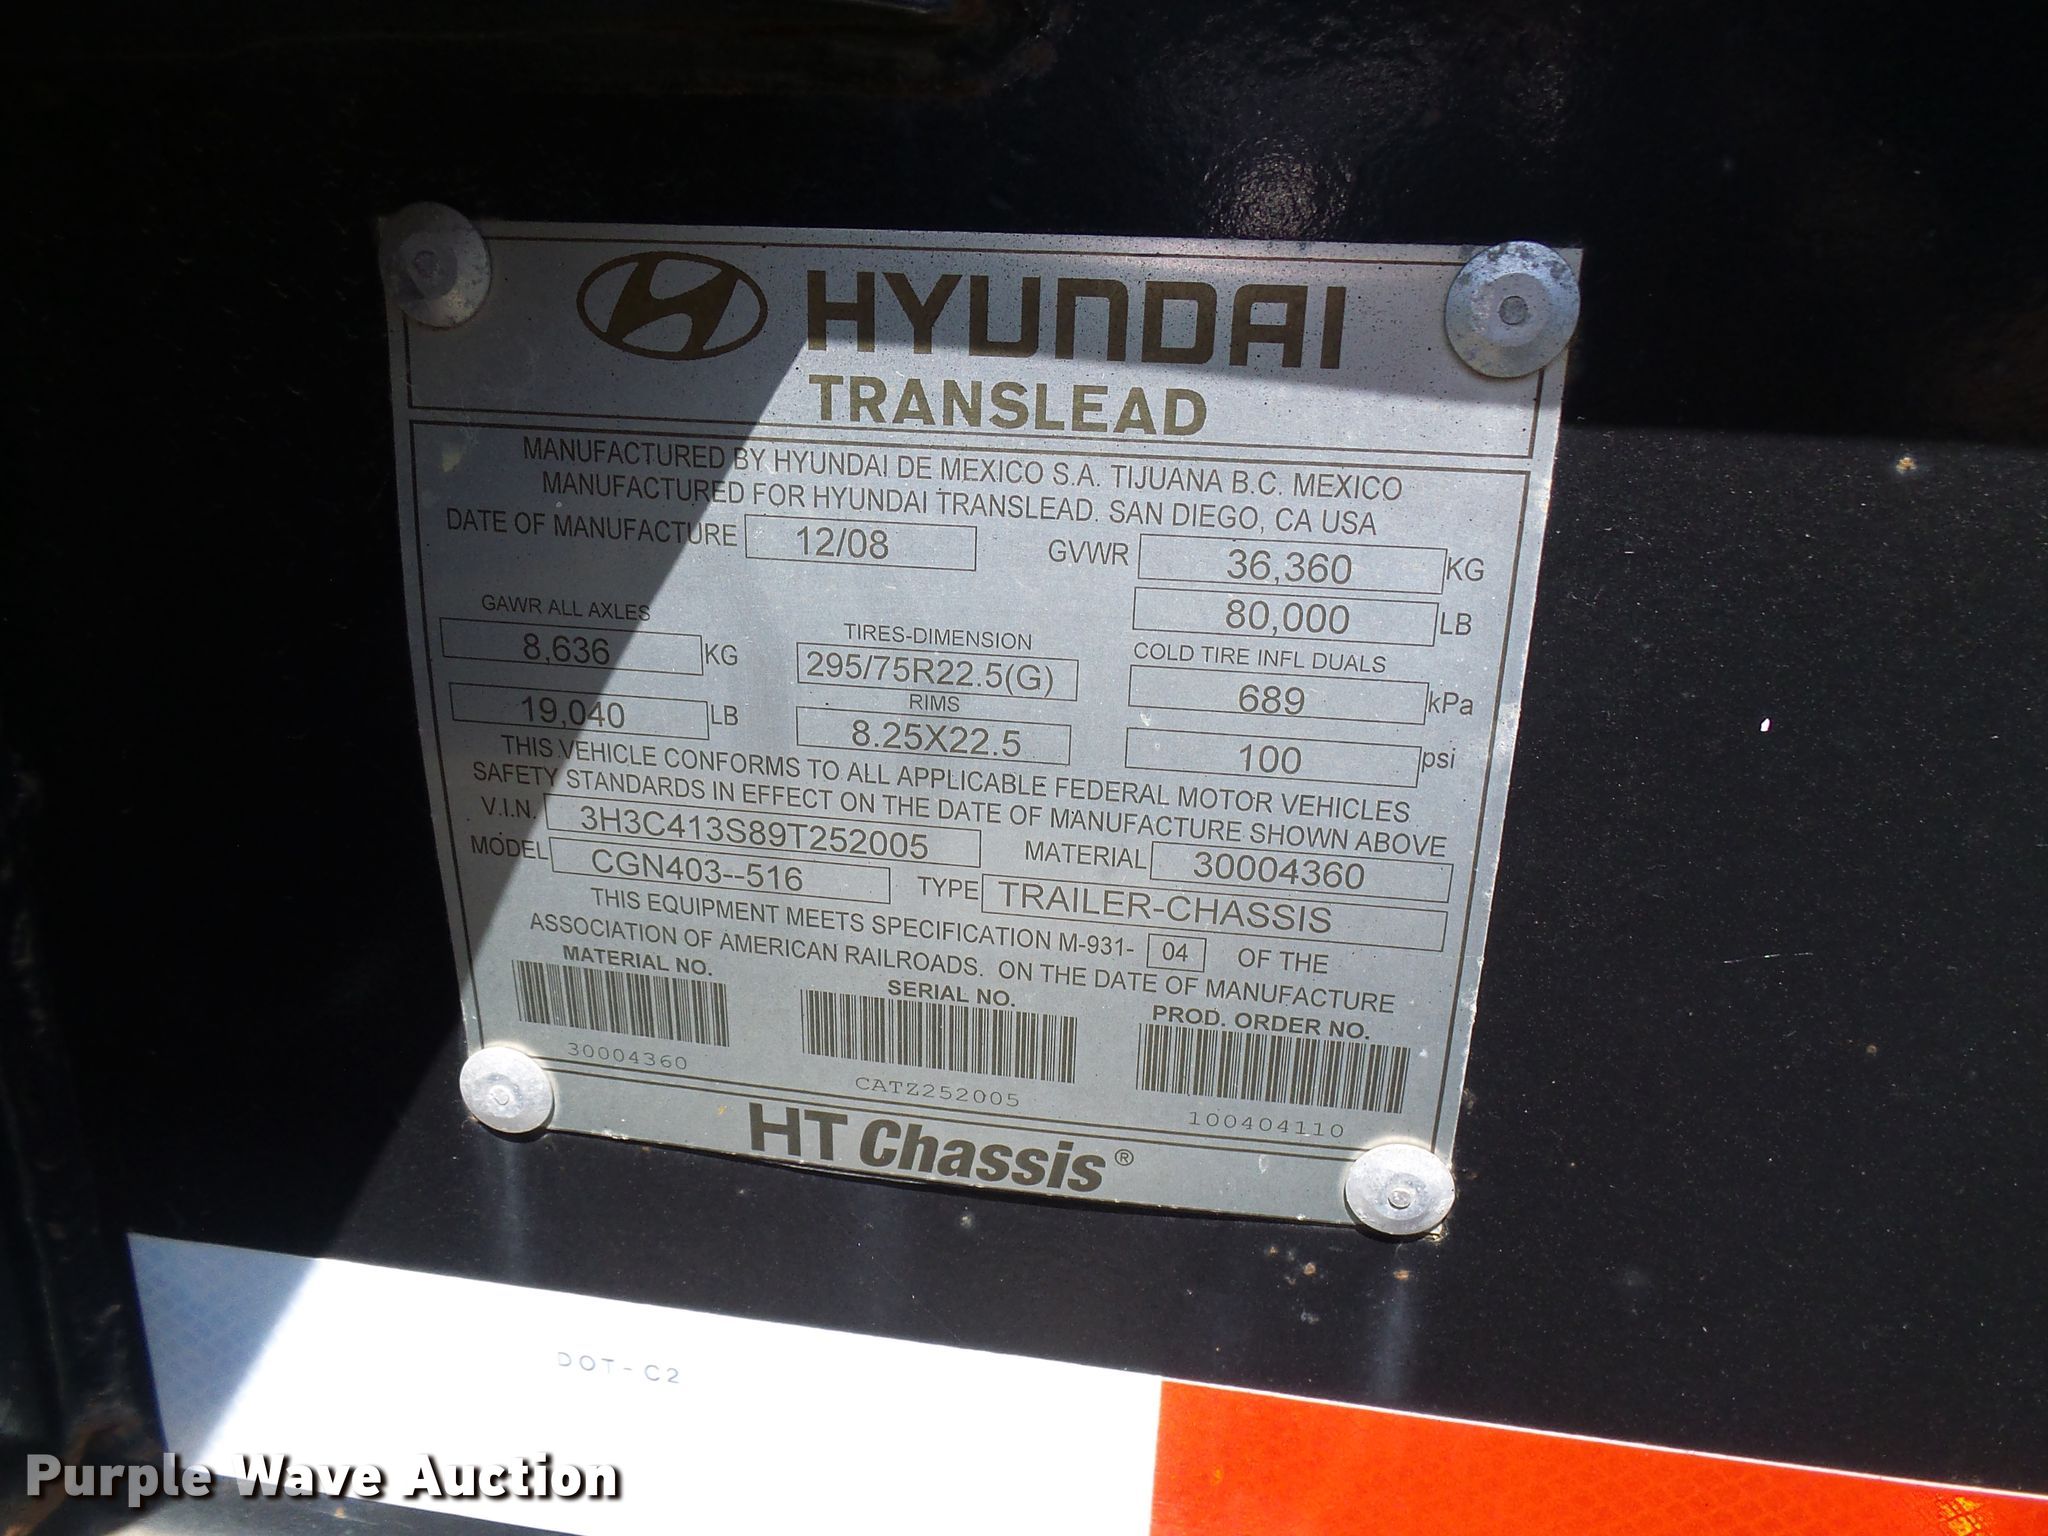 HYUNDAI
TRANSLEAD
MANUFACTURED BY HYUNDAI DE MEXICO S.A. TIJUANA B.C. MEXICO
MANUFACTURED FOR HYUNDAI TRANSLEAD. SAN DIEGO, CA USA
DATE OF MANUFACTURE 12/08 GVWR 36,360 KG
80,000 LB
GAWR ALL AXLES TIRES-DIMENSION COLD TIRE INFL DUALS
8,636 KG 295/75R22.5(G) 689 kPa
RIMS
19,040 LB 8.25X22.5 100 psi
THIS VEHICLE CONFORMS TO ALL APPLICABLE FEDERAL MOTOR VEHICLES
SAFETY STANDARDS IN EFFECT ON THE DATE OF MANUFACTURE SHOWN ABOVE
V.I.N. 3H3C413S89T252005 MATERIAL 30004360
MODEL CGN403--516 TYPE TRAILER-CHASSIS
THIS EQUIPMENT MEETS SPECIFICATION M-931- 04 OF THE
ASSOCIATION OF AMERICAN RAILROADS. ON THE DATE OF MANUFACTURE
MATERIAL NO. SERIAL NO. PROD. ORDER NO.
30004360 CATZ252005 100404110
HT Chassis®
DOT-C2
Purple Wave Auction